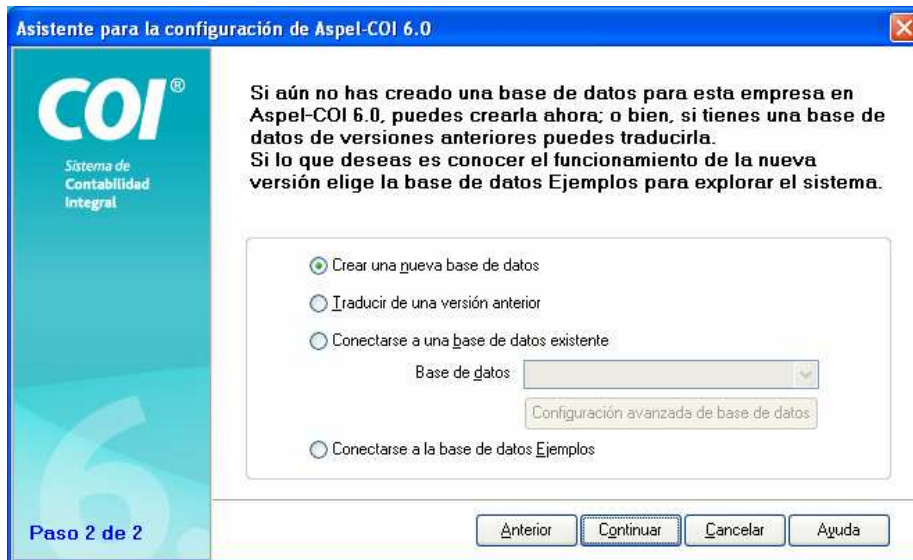 Asistente para la configuración de Aspel-COI 6.0
COI®
Sistema de
Contabilidad
Integral
Si aún no has creado una base de datos para esta empresa en
Aspel-COI 6.0, puedes crearla ahora; o bien, si tienes una base de
datos de versiones anteriores puedes traducirla.
Si lo que deseas es conocer el funcionamiento de la nueva
versión elige la base de datos Ejemplos para explorar el sistema.
Crear una nueva base de datos
Traducir de una versión anterior
Conectarse a una base de datos existente
Base de datos
Configuración avanzada de base de datos
Conectarse a la base de datos Ejemplos
6.
Paso 2 de 2
Anterior Continuar Cancelar Ayuda